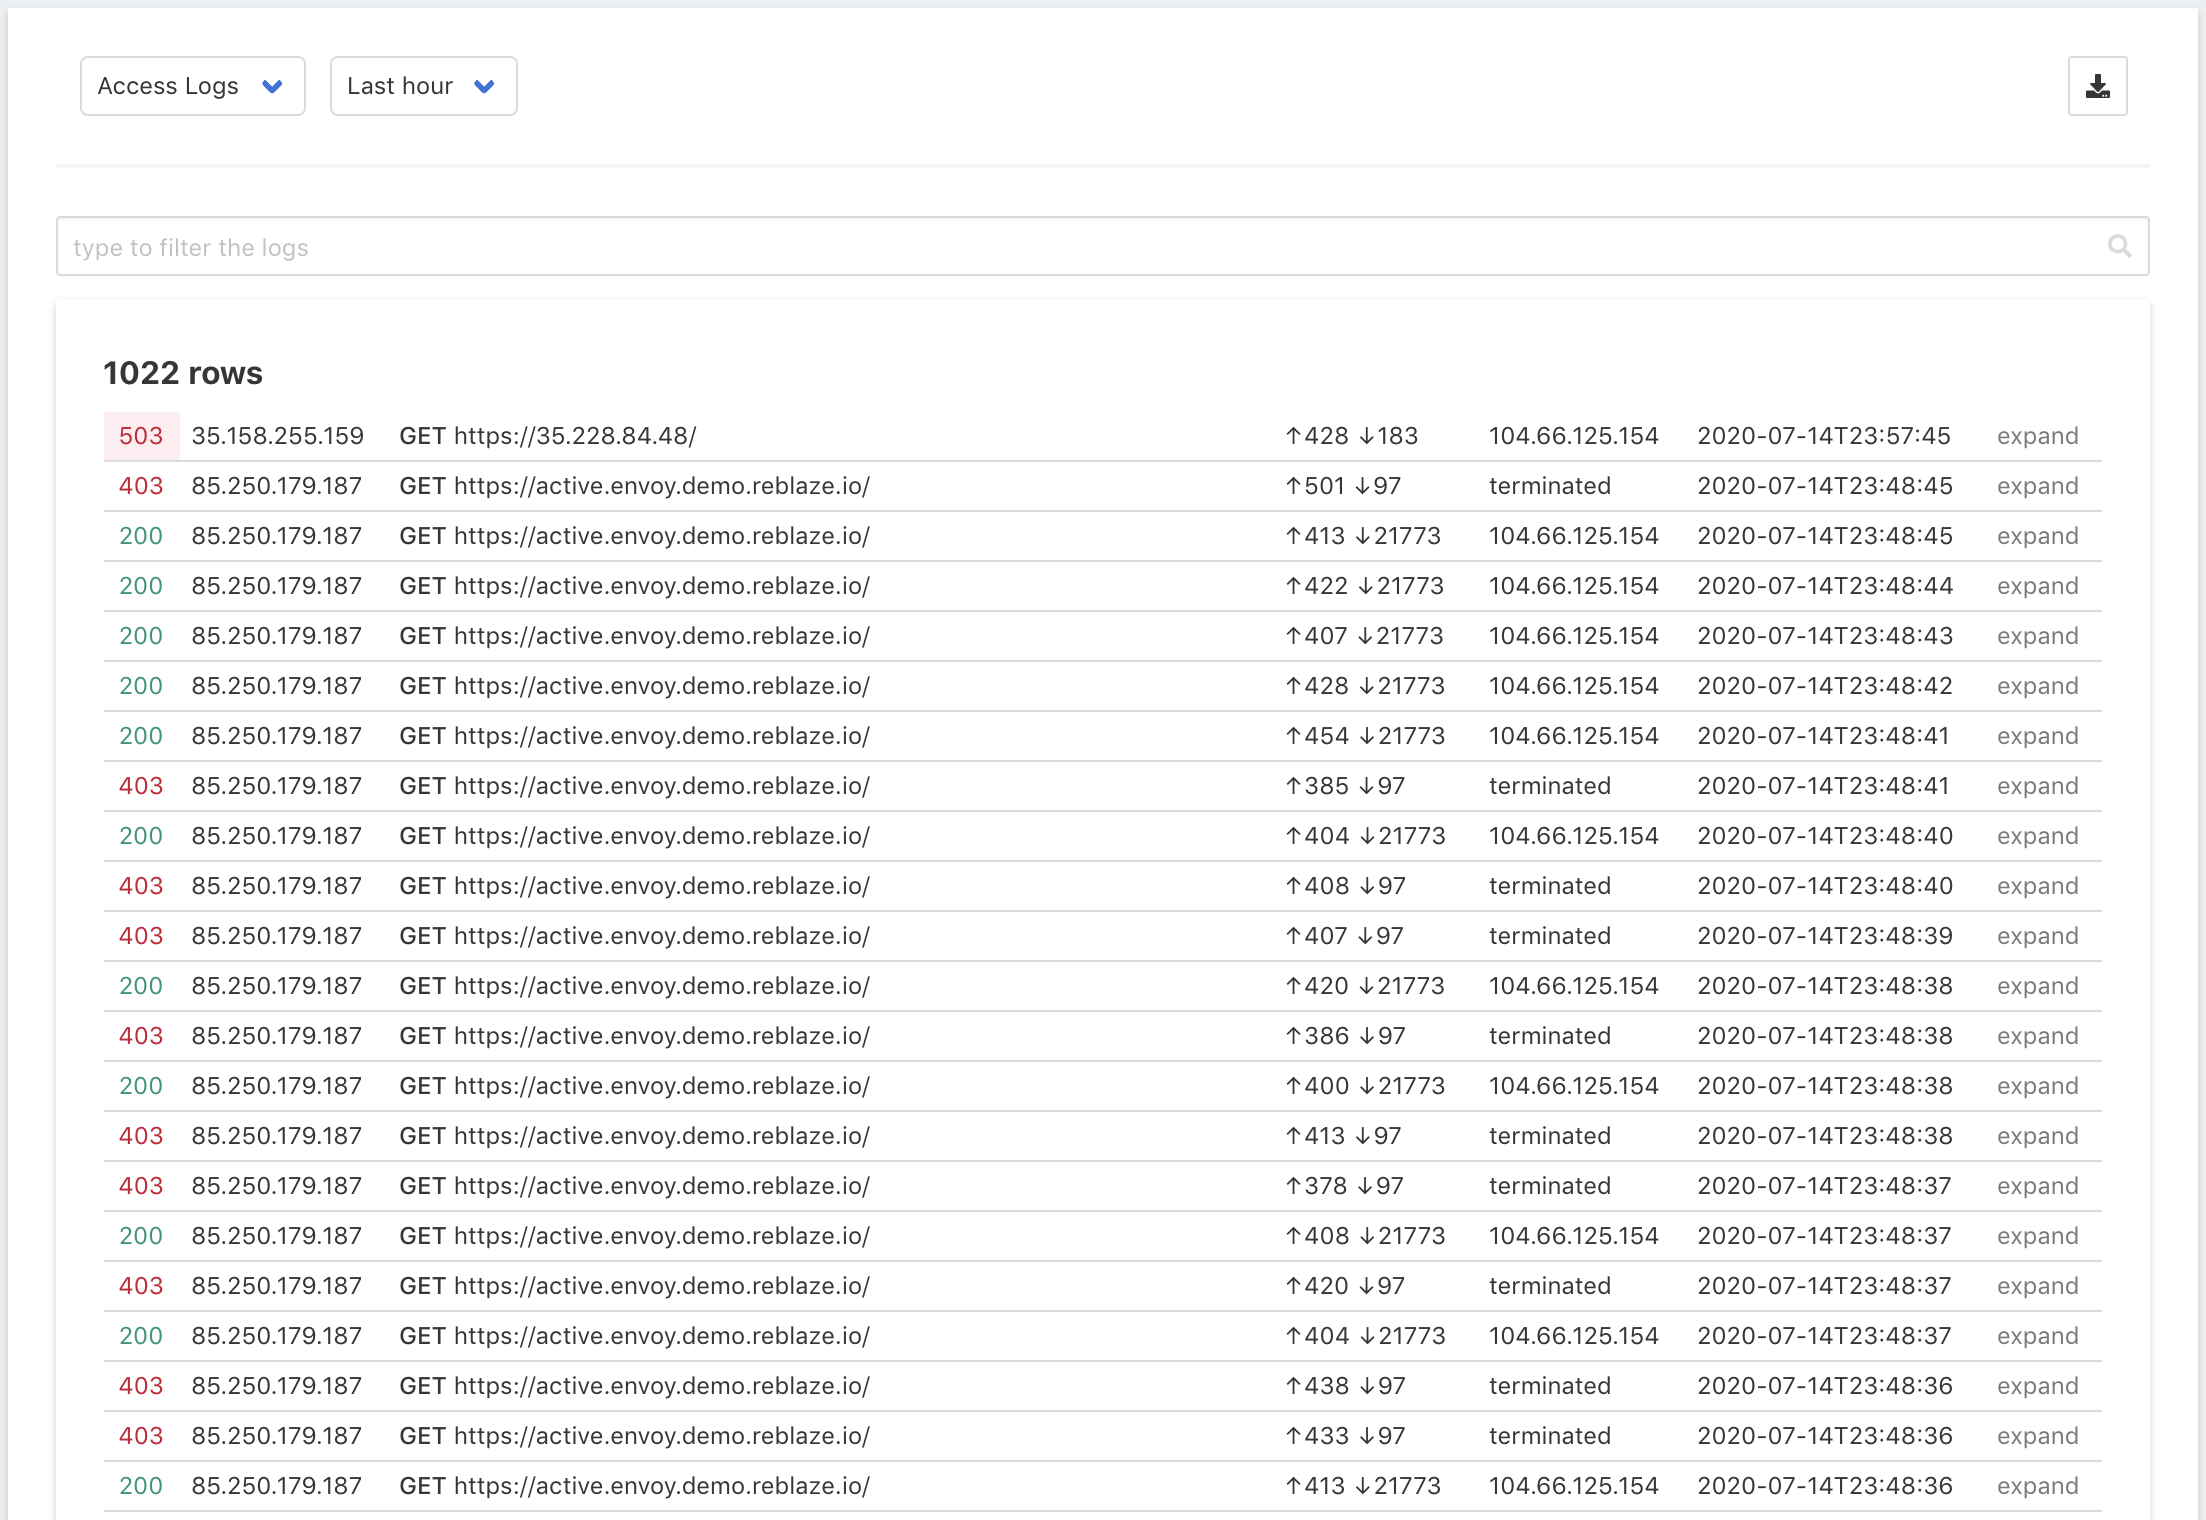 Access Logs Last hour
type to filter the logs
1022 rows
503 35.158.255.159 GET https://35.228.84.48/ ↑428 ↓183 104.66.125.154 2020-07-14T23:57:45 expand
403 85.250.179.187 GET https://active.envoy.demo.reblaze.io/ ↑501 ↓97 terminated 2020-07-14T23:48:45 expand
200 85.250.179.187 GET https://active.envoy.demo.reblaze.io/ ↑413 ↓21773 104.66.125.154 2020-07-14T23:48:45 expand
200 85.250.179.187 GET https://active.envoy.demo.reblaze.io/ ↑422 ↓21773 104.66.125.154 2020-07-14T23:48:44 expand
200 85.250.179.187 GET https://active.envoy.demo.reblaze.io/ ↑407 ↓21773 104.66.125.154 2020-07-14T23:48:43 expand
200 85.250.179.187 GET https://active.envoy.demo.reblaze.io/ ↑428 ↓21773 104.66.125.154 2020-07-14T23:48:42 expand
200 85.250.179.187 GET https://active.envoy.demo.reblaze.io/ ↑454 ↓21773 104.66.125.154 2020-07-14T23:48:41 expand
403 85.250.179.187 GET https://active.envoy.demo.reblaze.io/ ↑385 ↓97 terminated 2020-07-14T23:48:41 expand
200 85.250.179.187 GET https://active.envoy.demo.reblaze.io/ ↑404 ↓21773 104.66.125.154 2020-07-14T23:48:40 expand
403 85.250.179.187 GET https://active.envoy.demo.reblaze.io/ ↑408 ↓97 terminated 2020-07-14T23:48:40 expand
403 85.250.179.187 GET https://active.envoy.demo.reblaze.io/ ↑407 ↓97 terminated 2020-07-14T23:48:39 expand
200 85.250.179.187 GET https://active.envoy.demo.reblaze.io/ ↑420 ↓21773 104.66.125.154 2020-07-14T23:48:38 expand
403 85.250.179.187 GET https://active.envoy.demo.reblaze.io/ ↑386 ↓97 terminated 2020-07-14T23:48:38 expand
200 85.250.179.187 GET https://active.envoy.demo.reblaze.io/ ↑400 ↓21773 104.66.125.154 2020-07-14T23:48:38 expand
403 85.250.179.187 GET https://active.envoy.demo.reblaze.io/ ↑413 ↓97 terminated 2020-07-14T23:48:38 expand
403 85.250.179.187 GET https://active.envoy.demo.reblaze.io/ ↑378 ↓97 terminated 2020-07-14T23:48:37 expand
200 85.250.179.187 GET https://active.envoy.demo.reblaze.io/ ↑408 ↓21773 104.66.125.154 2020-07-14T23:48:37 expand
403 85.250.179.187 GET https://active.envoy.demo.reblaze.io/ ↑420 ↓97 terminated 2020-07-14T23:48:37 expand
200 85.250.179.187 GET https://active.envoy.demo.reblaze.io/ ↑404 ↓21773 104.66.125.154 2020-07-14T23:48:37 expand
403 85.250.179.187 GET https://active.envoy.demo.reblaze.io/ ↑438 ↓97 terminated 2020-07-14T23:48:36 expand
403 85.250.179.187 GET https://active.envoy.demo.reblaze.io/ ↑433 ↓97 terminated 2020-07-14T23:48:36 expand
200 85.250.179.187 GET https://active.envoy.demo.reblaze.io/ ↑413 ↓21773 104.66.125.154 2020-07-14T23:48:36 expand